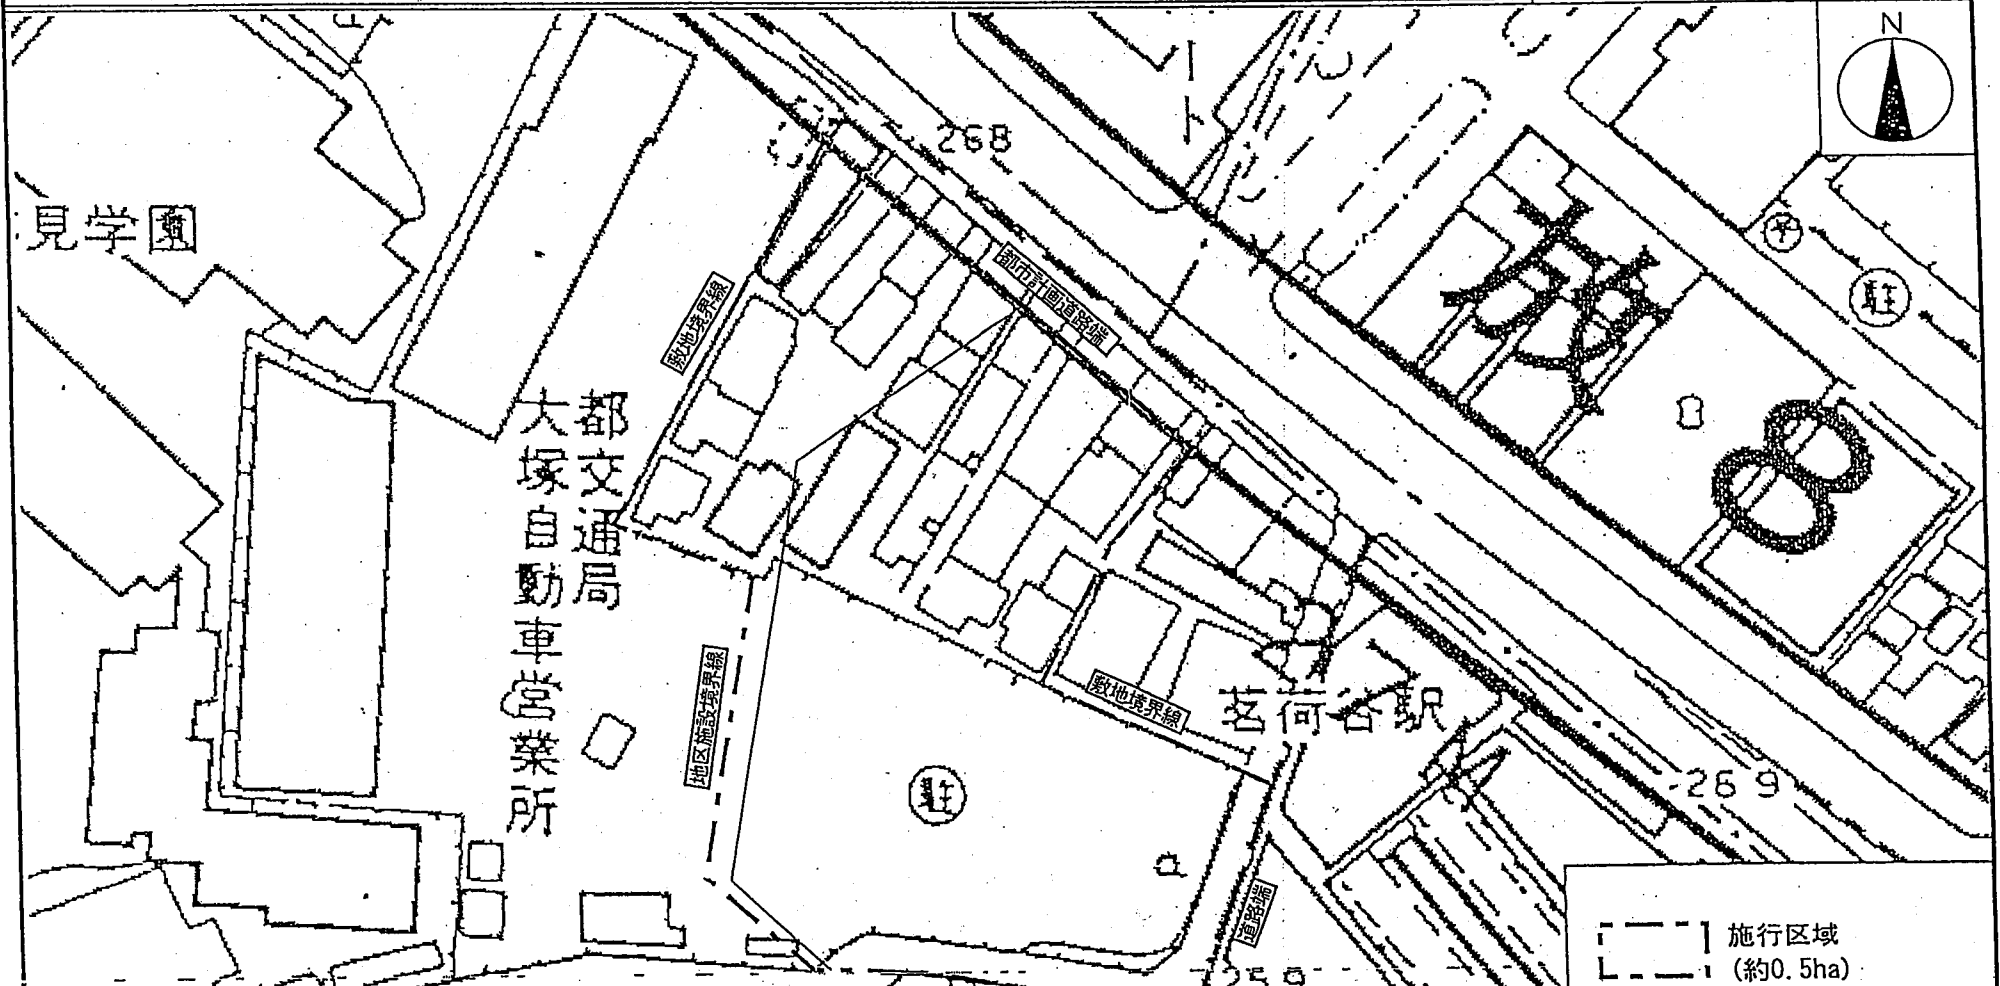 N
268
見学園
都市計画道路端
敷地境界線
駐
都交通局
大塚自動車営業所
8
地区施設境界線
敷地境界線
茗荷谷駅
駐
269
道路端
259
施行区域
(約0.5ha)